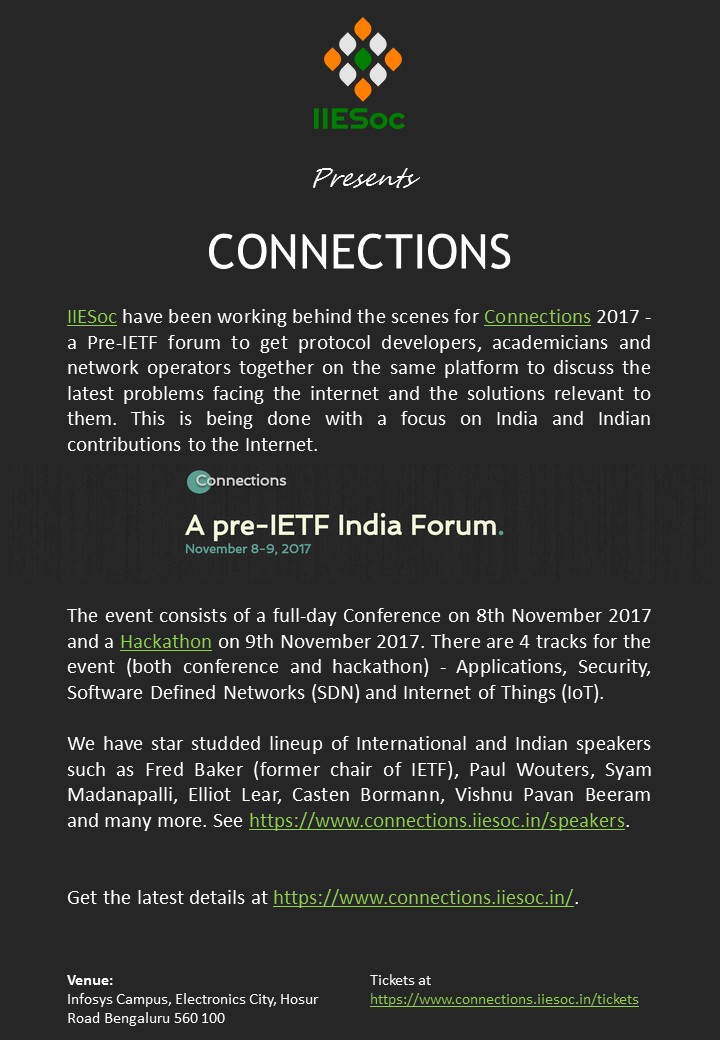 IIESoc
Presents
CONNECTIONS
IIESoc have been working behind the scenes for Connections 2017 -
a Pre-IETF forum to get protocol developers, academicians and
network operators together on the same platform to discuss the
latest problems facing the internet and the solutions relevant to
them. This is being done with a focus on India and Indian
contributions to the Internet.
Connections
A pre-IETF India Forum.
November 8-9, 2017
The event consists of a full-day Conference on 8th November 2017
and a Hackathon on 9th November 2017. There are 4 tracks for the
event (both conference and hackathon) - Applications, Security,
Software Defined Networks (SDN) and Internet of Things (IoT).
We have star studded lineup of International and Indian speakers
such as Fred Baker (former chair of IETF), Paul Wouters, Syam
Madanapalli, Elliot Lear, Casten Bormann, Vishnu Pavan Beeram
and many more. See https://www.connections.iiesoc.in/speakers.
Get the latest details at https://www.connections.iiesoc.in/.
Venue:
Infosys Campus, Electronics City, Hosur
Road Bengaluru 560 100
Tickets at
https://www.connections.iiesoc.in/tickets